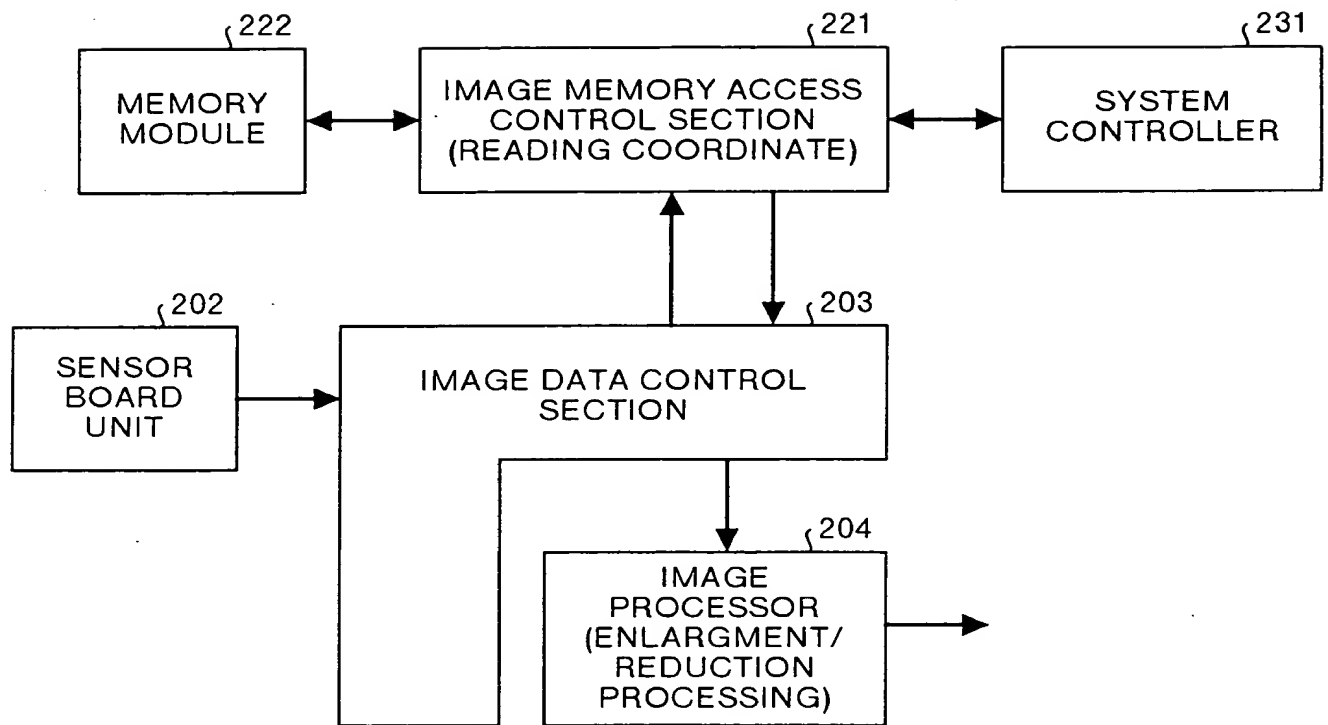 222
MEMORY
MODULE
221
IMAGE MEMORY ACCESS
CONTROL SECTION
(READING COORDINATE)
231
SYSTEM
CONTROLLER
202
SENSOR
BOARD
UNIT
203
IMAGE DATA CONTROL
SECTION
204
IMAGE
PROCESSOR
(ENLARGMENT/
REDUCTION
PROCESSING)